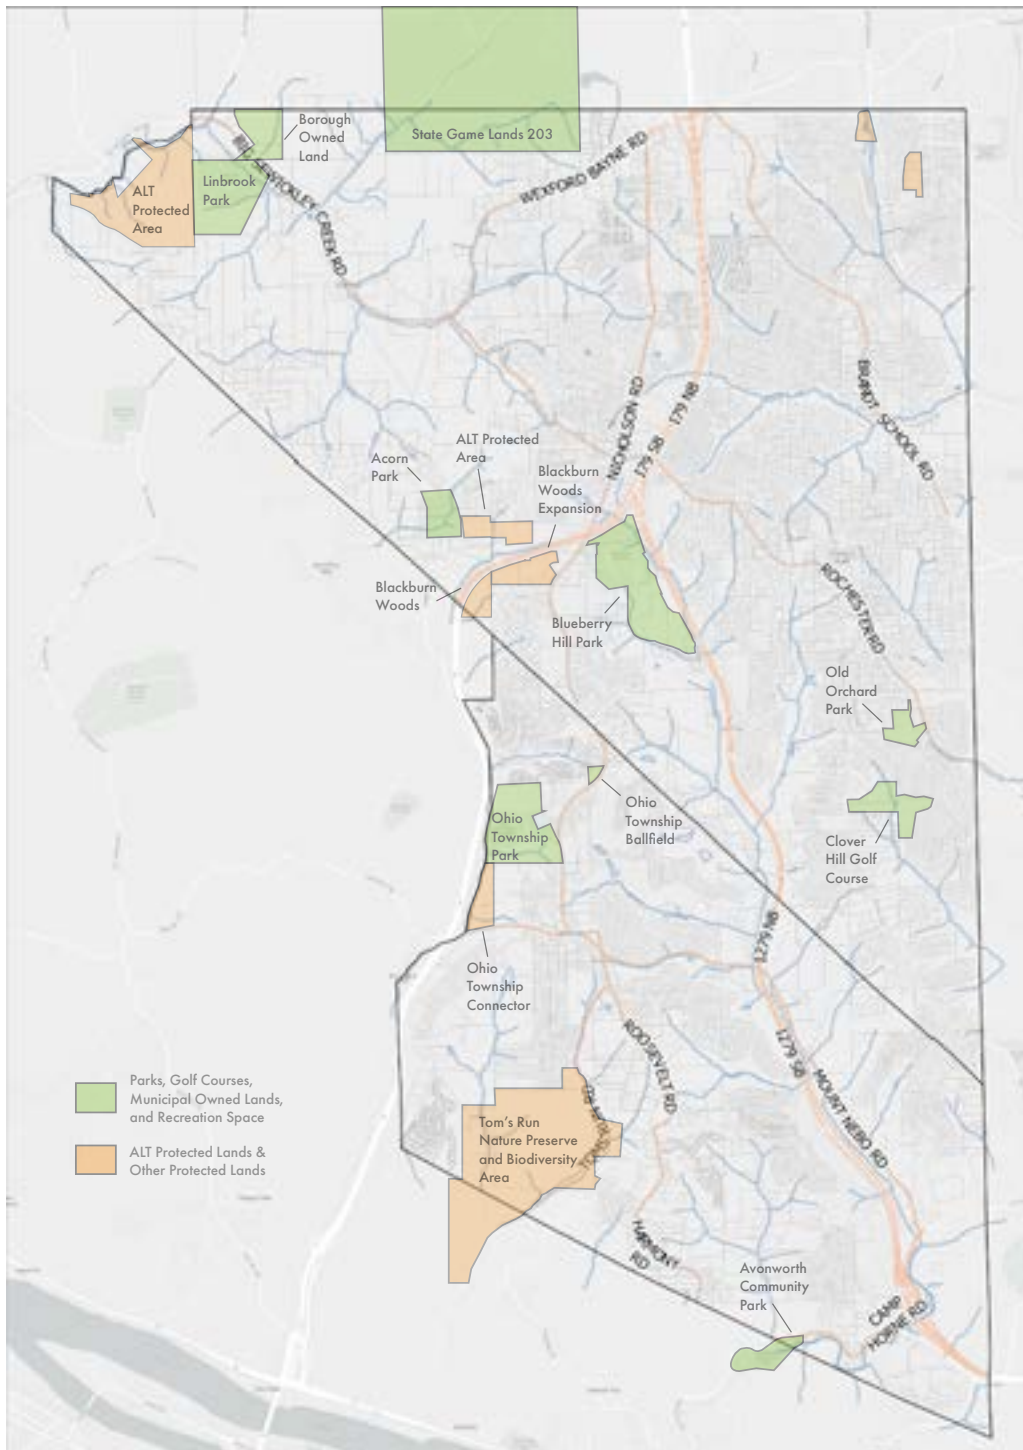 Borough
Owned
Land
State Game Lands 203
WEXFORD BAYNE RD
ALT
Protected
Area
Linbrook
Park
SEWICKLEY CREEK RD
NICHOLSON RD
I79 NB
I79 SB
BRANDT SCHOOL RD
ALT Protected
Area
Acorn
Park
Blackburn
Woods
Expansion
Blackburn
Woods
Blueberry
Hill Park
ROCHESTER RD
Old
Orchard
Park
Ohio
Township
Ballfield
Ohio
Township
Park
Clover
Hill Golf
Course
I279 NB
Ohio
Township
Connector
ROOSEVELT RD
I279 SB
MOUNT NEBO RD
Parks, Golf Courses,
Municipal Owned Lands,
and Recreation Space
ALT Protected Lands &
Other Protected Lands
Tom's Run
Nature Preserve
and Biodiversity
Area
TOMS RUN RD
HARMONY
RD
Avonworth
Community
Park
CAMP
HORNE RD